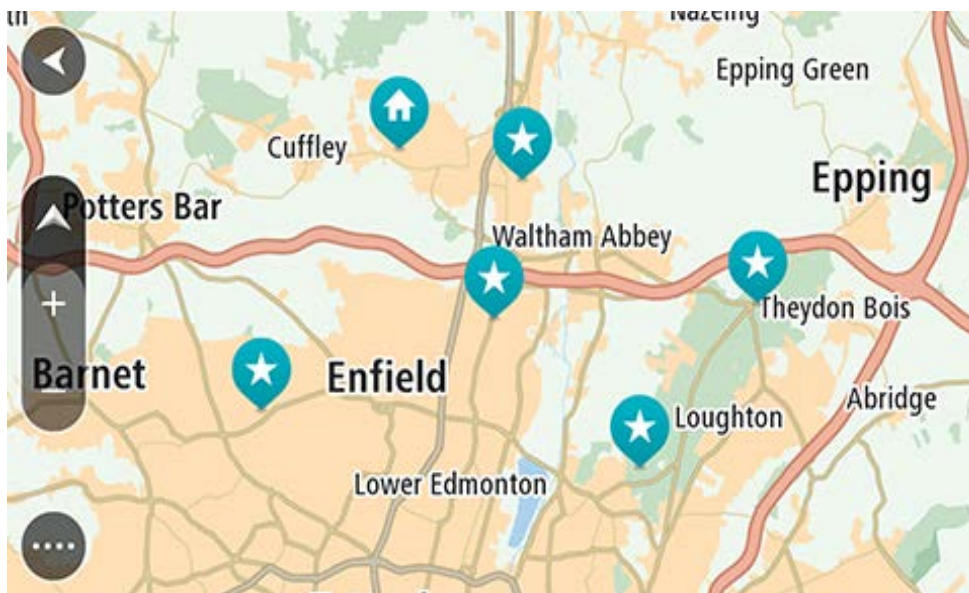 Nazeing
Epping Green
Cuffley
Epping
Potters Bar
Waltham Abbey
Theydon Bois
Barnet
Enfield
Abridge
Loughton
Lower Edmonton